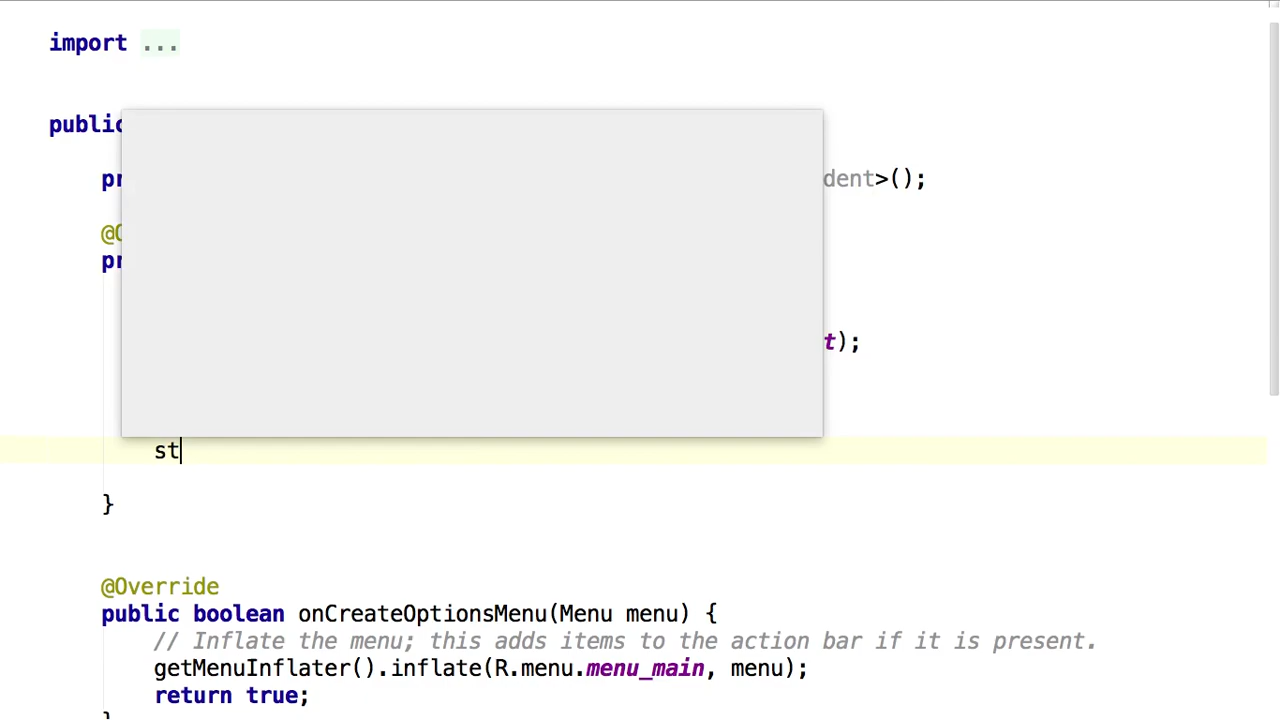 import ...
public
pr dent>();
@O
pr
t);
st
}
@Override
public boolean onCreateOptionsMenu(Menu menu) {
// Inflate the menu; this adds items to the action bar if it is present.
getMenuInflater().inflate(R.menu.menu_main, menu);
return true;